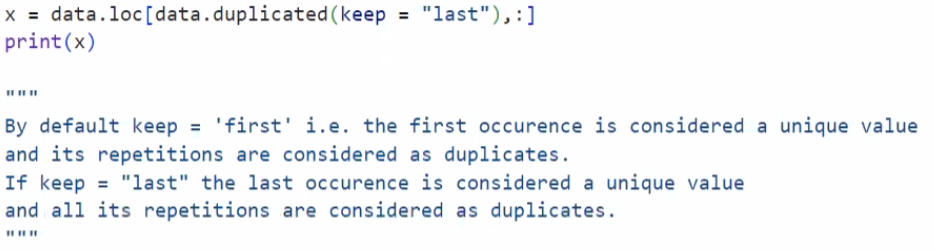 x = data.loc[data.duplicated(keep = "last"),:]
print(x)
"""
By default keep = 'first' i.e. the first occurence is considered a unique value
and its repetitions are considered as duplicates.
If keep = "last" the last occurence is considered a unique value
and all its repetitions are considered as duplicates.
"""